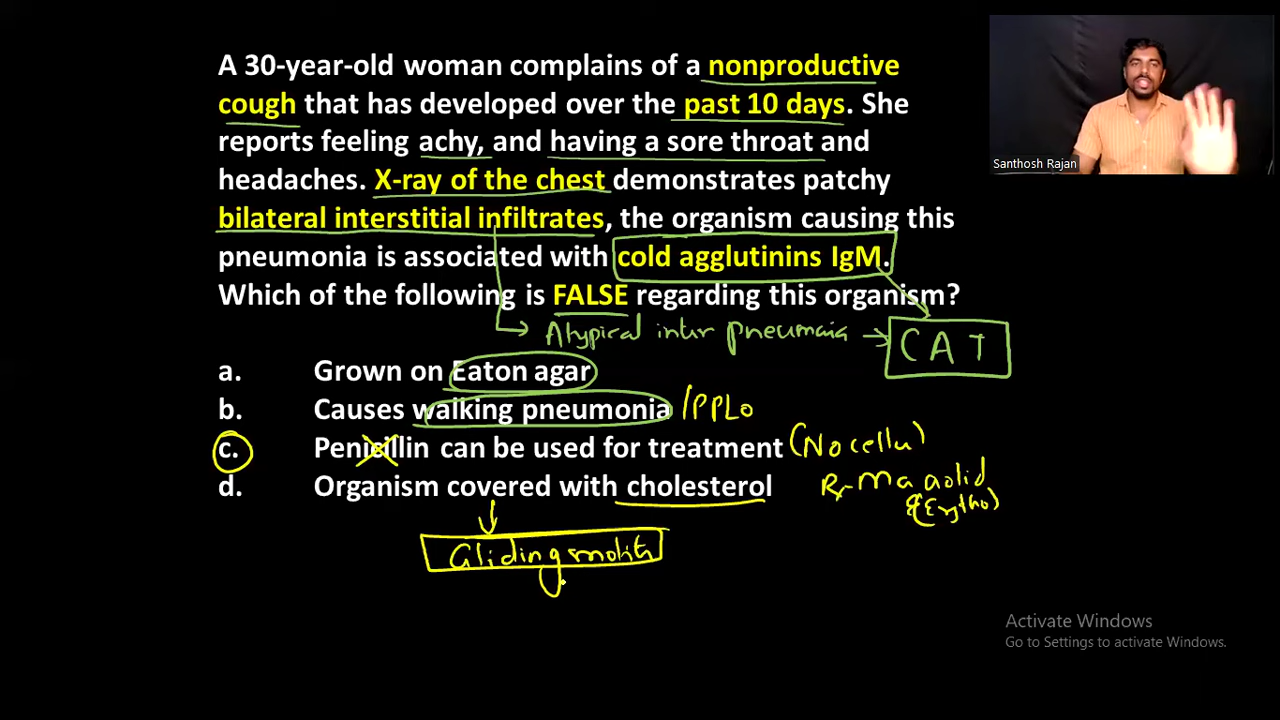 A 30-year-old woman complains of a nonproductive
cough that has developed over the past 10 days. She
reports feeling achy, and having a sore throat and
headaches. X-ray of the chest demonstrates patchy
bilateral interstitial infiltrates, the organism causing this
pneumonia is associated with cold agglutinins IgM.
Which of the following is FALSE regarding this organism?
Atypical inter pneumonia
CAT
a. Grown on Eaton agar
b. Causes walking pneumonia /PPLO
c. Penicillin can be used for treatment (No cellw)
d. Organism covered with cholesterol
Gliding motility
Santhosh Rajan
Activate Windows
Go to Settings to activate Windows.